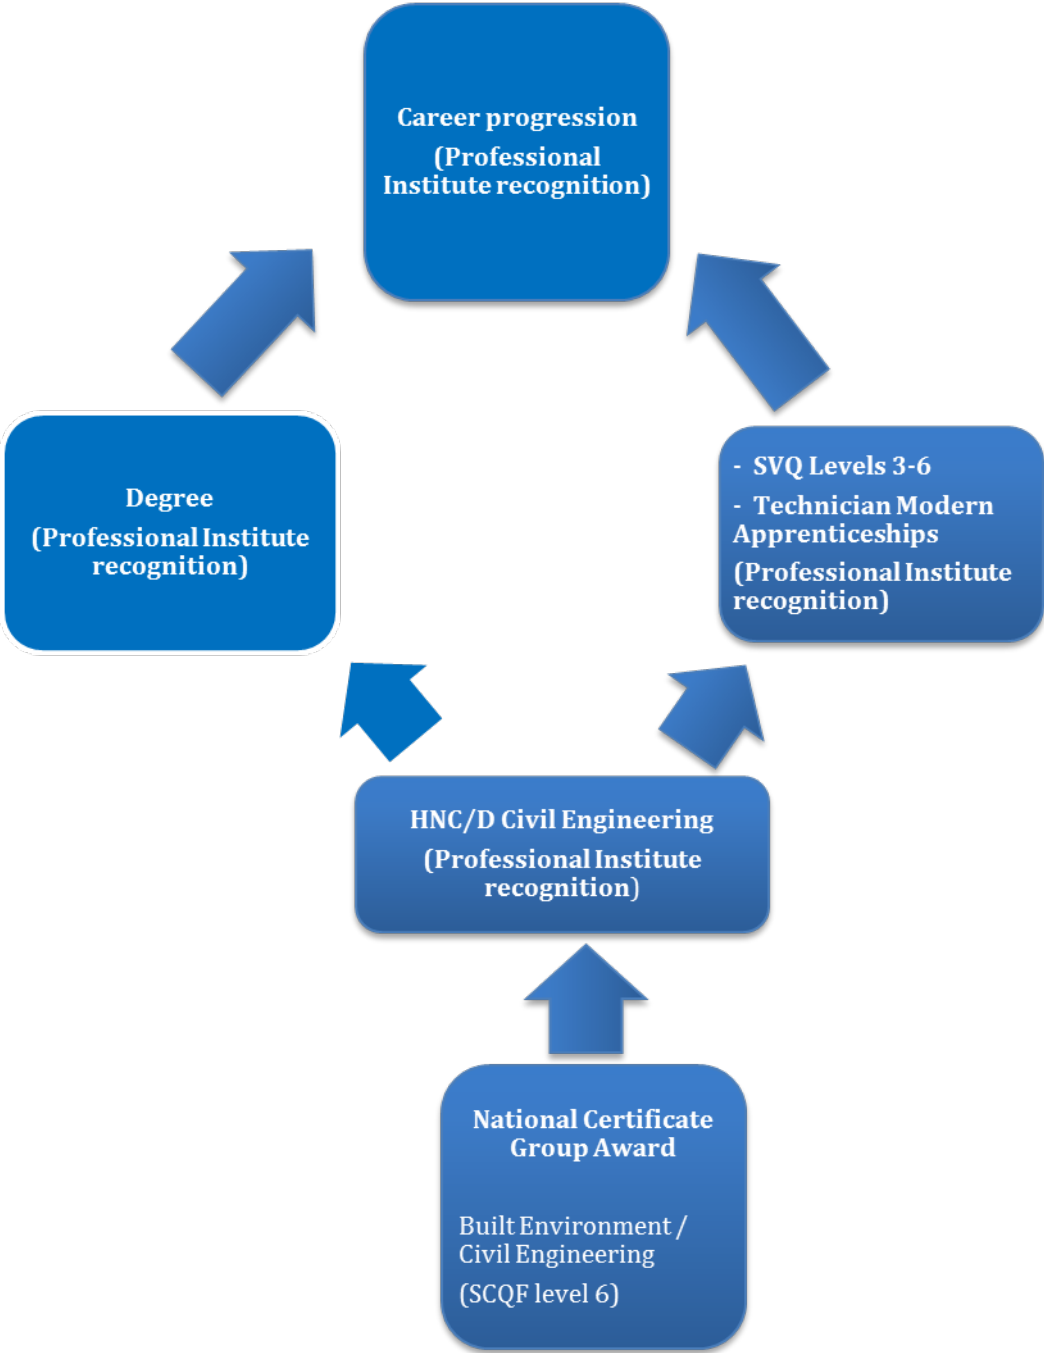 Career progression
(Professional
Institute recognition)
Degree
(Professional Institute
recognition)
- SVQ Levels 3-6
- Technician Modern
Apprenticeships
(Professional Institute
recognition)
HNC/D Civil Engineering
(Professional Institute
recognition)
National Certificate
Group Award
Built Environment /
Civil Engineering
(SCQF level 6)